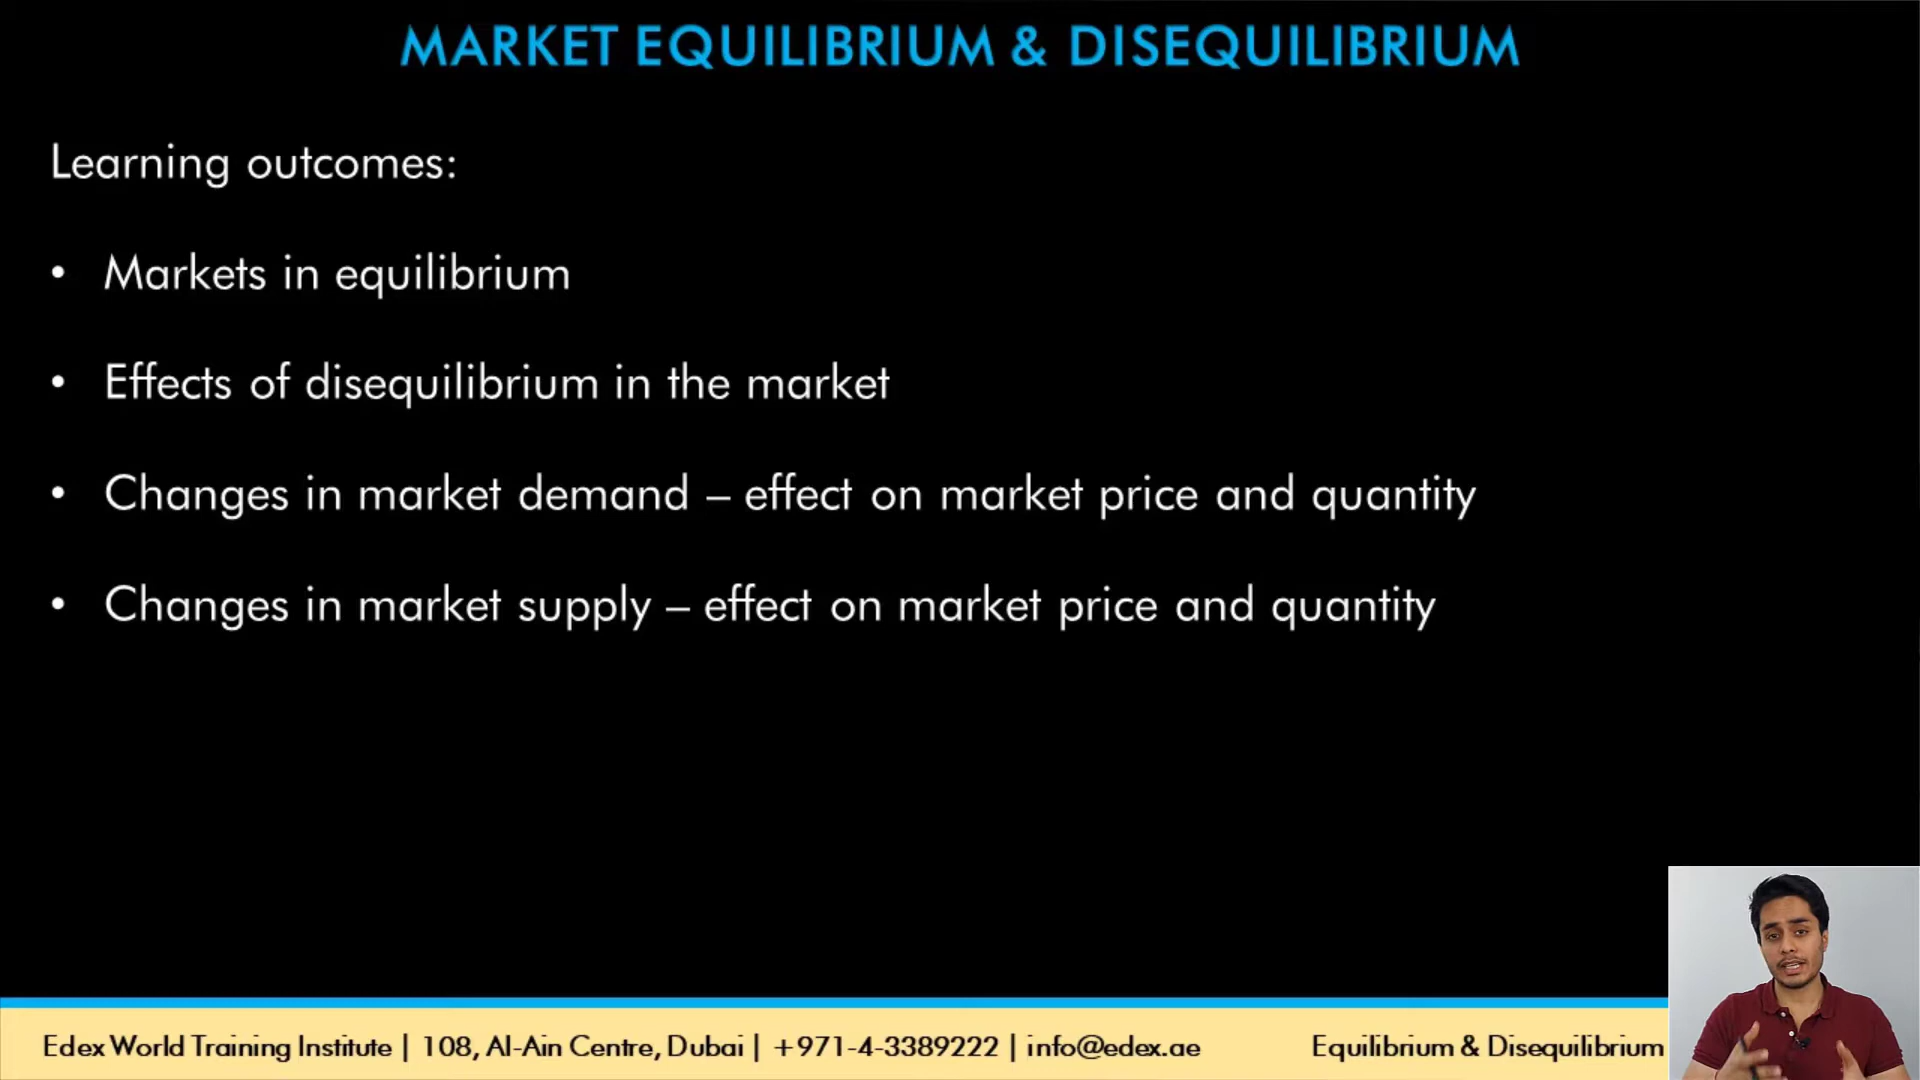 MARKET EQUILIBRIUM & DISEQUILIBRIUM
Learning outcomes:
• Markets in equilibrium
• Effects of disequilibrium in the market
• Changes in market demand – effect on market price and quantity
• Changes in market supply – effect on market price and quantity
Edex World Training Institute | 108, Al-Ain Centre, Dubai | +971-4-3389222 | info@edex.ae
Equilibrium & Disequilibrium